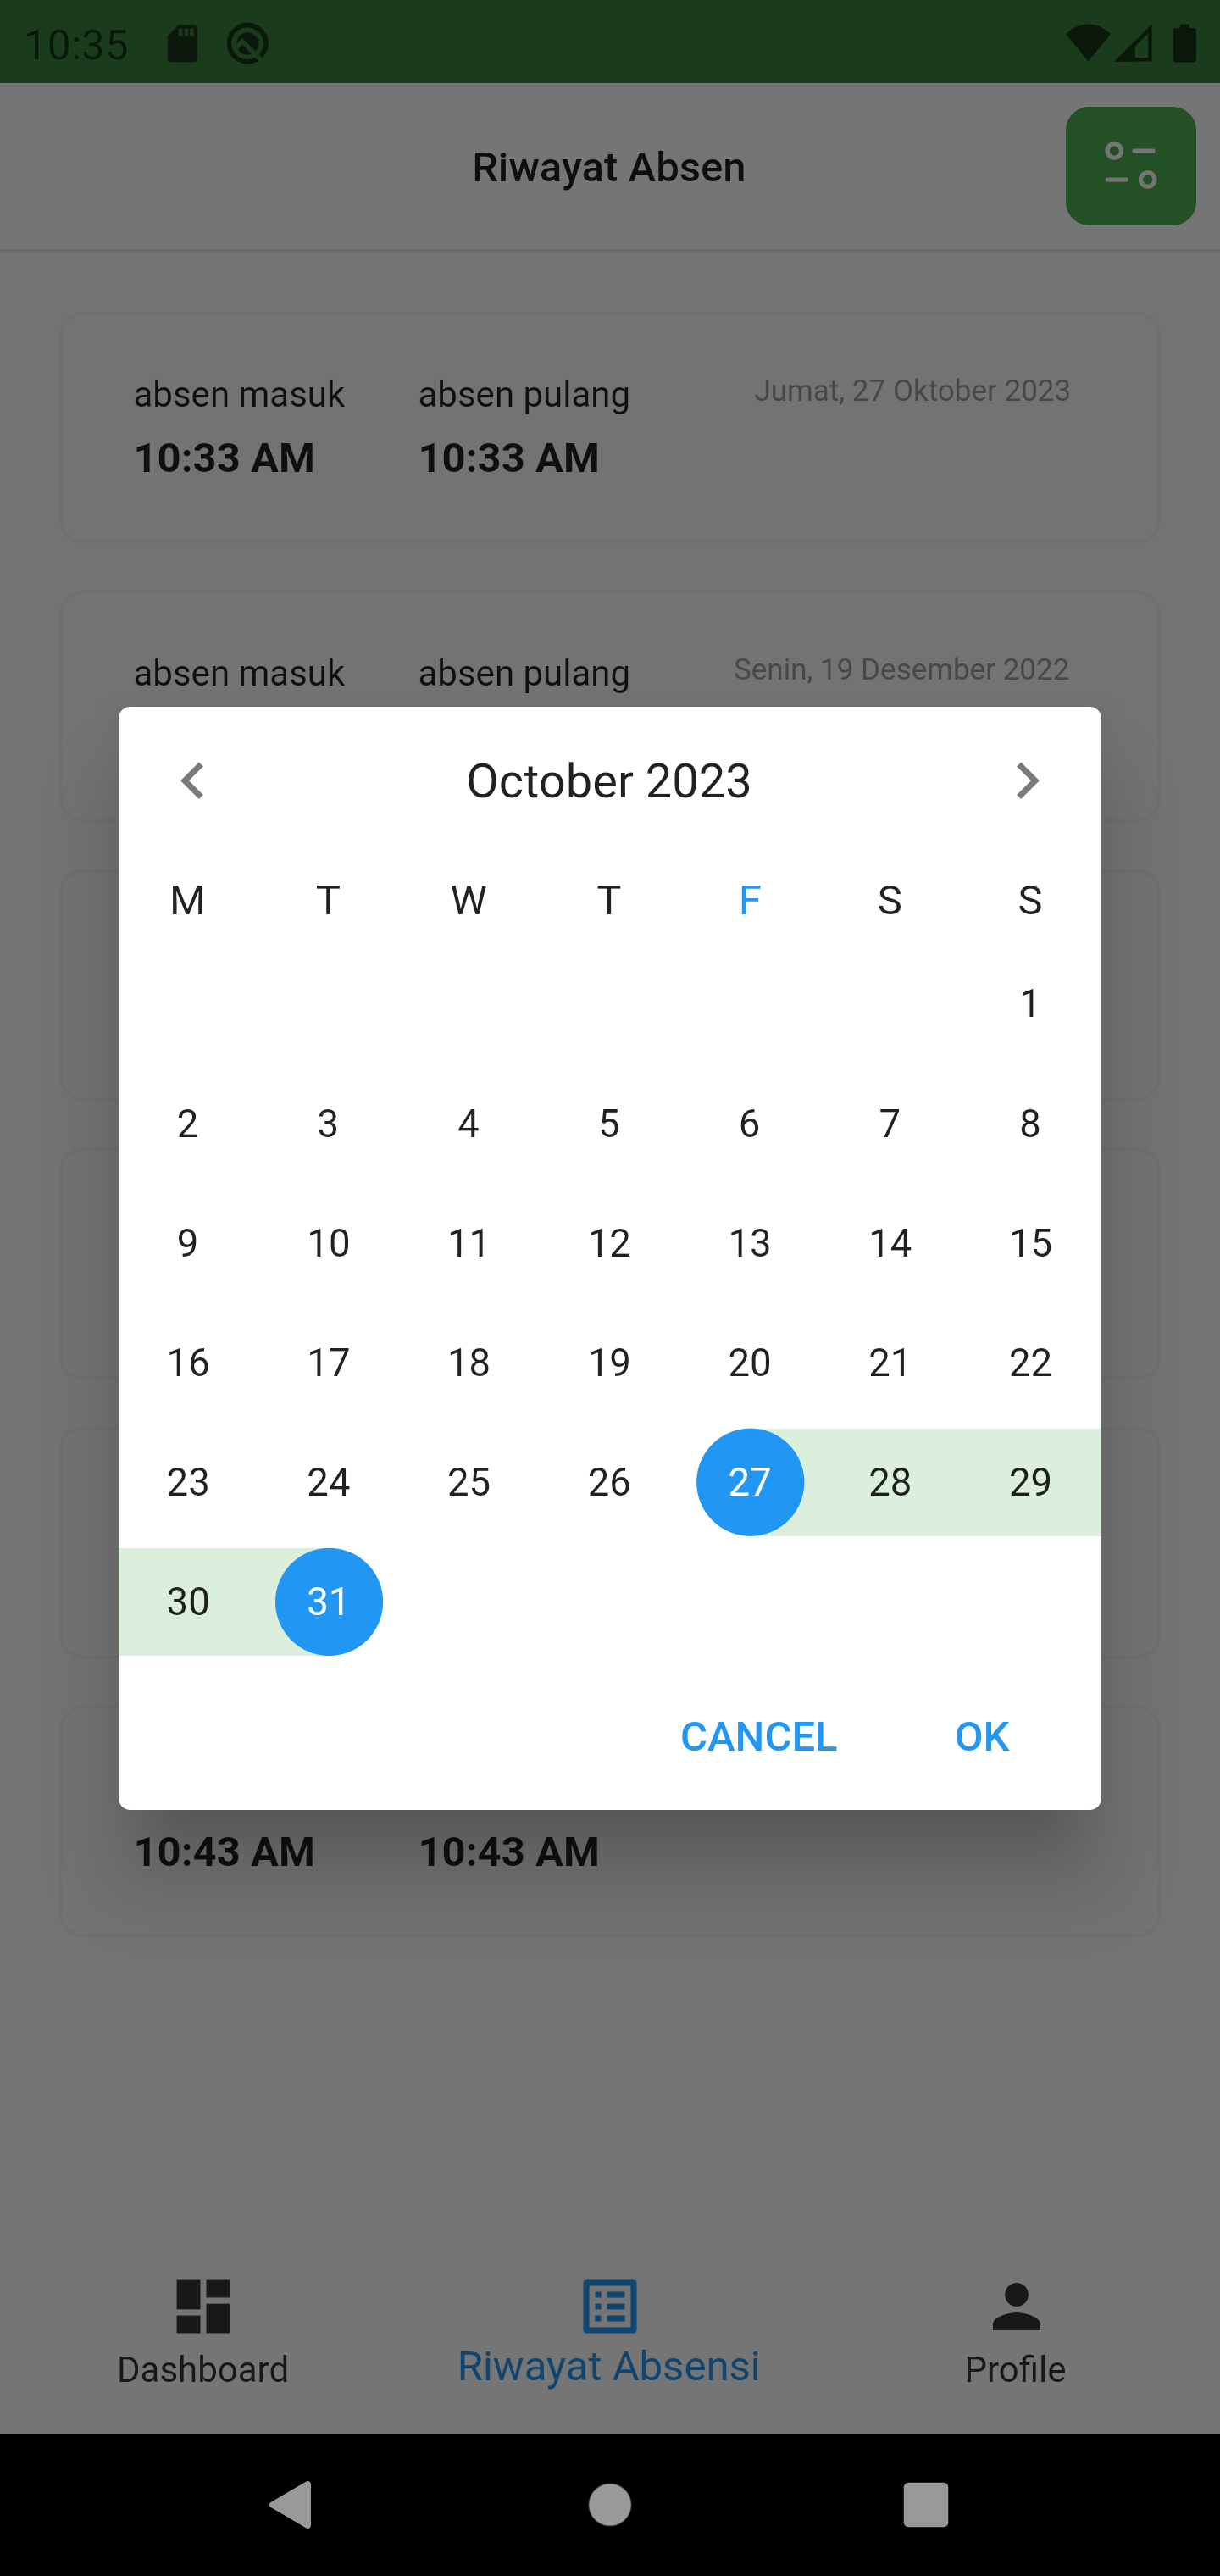 10:35
Riwayat Absen
absen masuk absen pulang Jumat, 27 Oktober 2023
10:33 AM 10:33 AM
absen masuk absen pulang Senin, 19 Desember 2022
October 2023
M T W T F S S
1
2 3 4 5 6 7 8
9 10 11 12 13 14 15
16 17 18 19 20 21 22
23 24 25 26 27 28 29
30 31
CANCEL OK
10:43 AM 10:43 AM
Dashboard Riwayat Absensi Profile